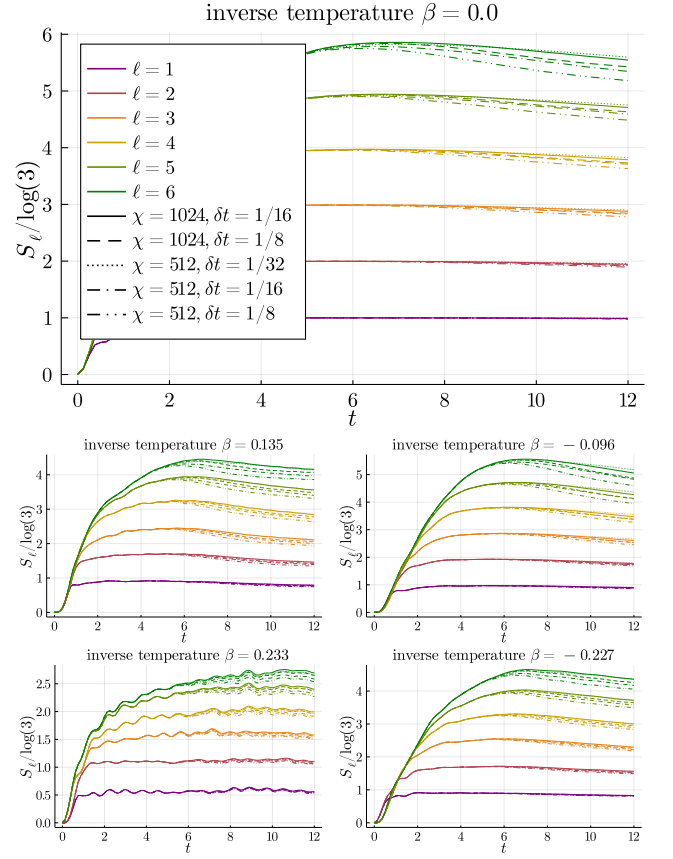 inverse temperature β = 0.0
S_ℓ/log(3)
6
5
4
3
2
1
0
ℓ = 1
ℓ = 2
ℓ = 3
ℓ = 4
ℓ = 5
ℓ = 6
χ = 1024, δt = 1/16
χ = 1024, δt = 1/8
χ = 512, δt = 1/32
χ = 512, δt = 1/16
χ = 512, δt = 1/8
0 2 4 6 8 10 12
t
inverse temperature β = 0.135
S_ℓ/log(3)
4
3
2
1
0
0 2 4 6 8 10 12
t
inverse temperature β = − 0.096
S_ℓ/log(3)
5
4
3
2
1
0
0 2 4 6 8 10 12
t
inverse temperature β = 0.233
S_ℓ/log(3)
2.5
2.0
1.5
1.0
0.5
0.0
0 2 4 6 8 10 12
t
inverse temperature β = − 0.227
S_ℓ/log(3)
4
3
2
1
0
0 2 4 6 8 10 12
t